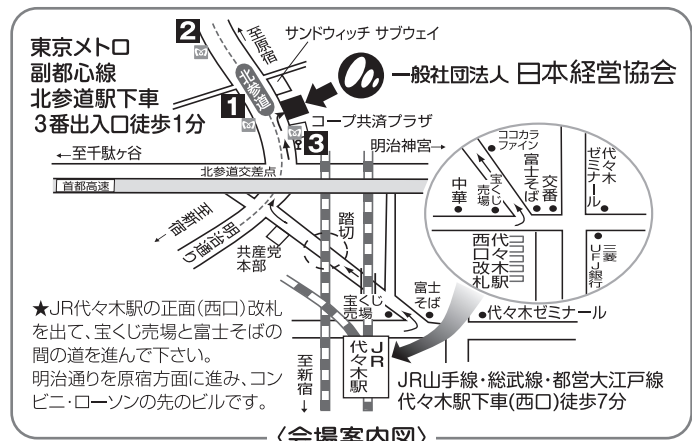 東京メトロ
副都心線
北参道駅下車
3番出入口徒歩1分
2
至原宿
サンドウィッチ サブウェイ
北参道
1
一般社団法人 日本経営協会
コープ共済プラザ
3
←至千駄ヶ谷
明治神宮→
北参道交差点
首都高速
至新宿
明治通り
共産党
本部
踏切
宝くじ
売場
富士
そば
代々木ゼミナール
ココカラ
ファイン
中華
宝くじ
売場
富士そば
交番
代々木
ゼミナール
代々木駅
西口改札
三菱
UFJ銀行
★JR代々木駅の正面(西口)改札
を出て、宝くじ売場と富士そばの
間の道を進んで下さい。
明治通りを原宿方面に進み、コン
ビニ・ローソンの先のビルです。
至新宿
↓
JR
代々木駅
JR山手線・総武線・都営大江戸線
代々木駅下車(西口)徒歩7分
〈会場案内図〉